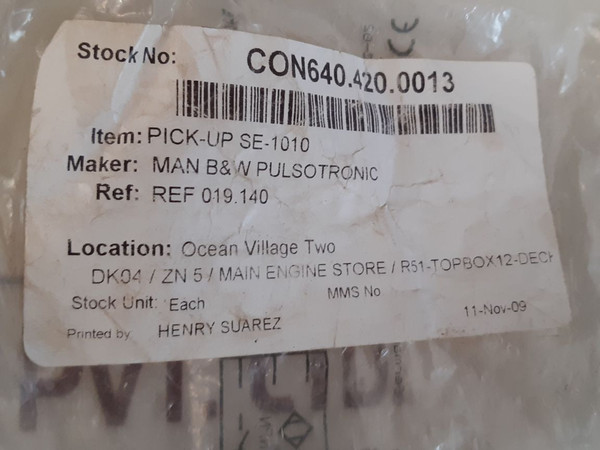 Stock No: CON640.420.0013
Item: PICK-UP SE-1010
Maker: MAN B&W PULSOTRONIC
Ref: REF 019.140
Location: Ocean Village Two
DK04 / ZN 5 / MAIN ENGINE STORE / R51-TOPBOX12-DECK
Stock Unit: Each MMS No
Printed by HENRY SUAREZ 11-Nov-09
CE